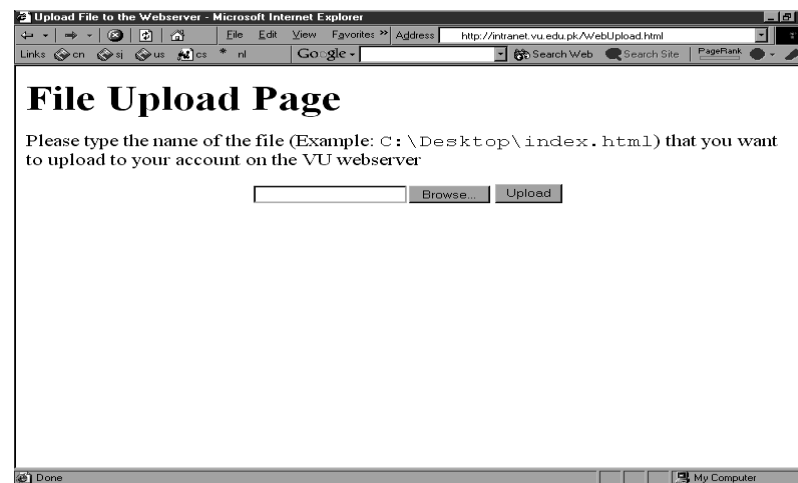 Upload File to the Webserver - Microsoft Internet Explorer
File Edit View Favorites » Address http://intranet.vu.edu.pk/WebUpload.html
Links cn sj us cs * nl Google Search Web Search Site PageRank
File Upload Page
Please type the name of the file (Example: C:\Desktop\index.html) that you want
to upload to your account on the VU webserver
Browse... Upload
Done My Computer